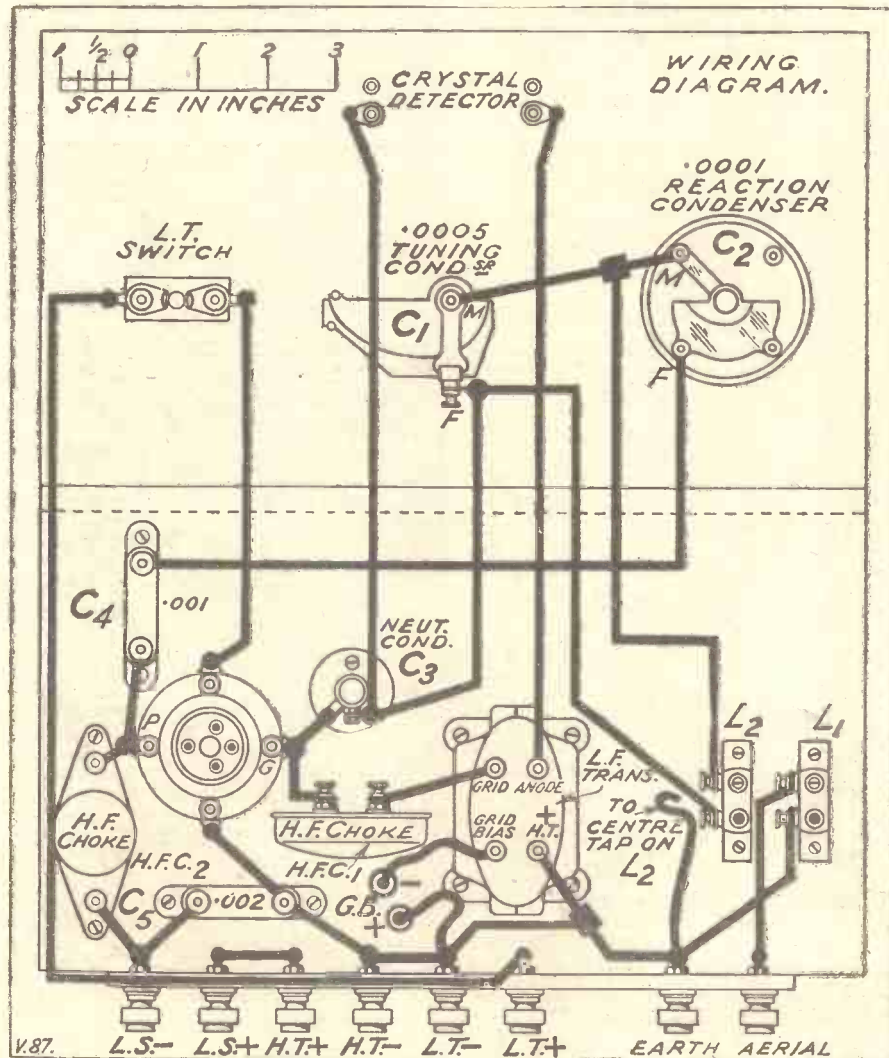 1 ½ 0 1 2 3
SCALE IN INCHES
CRYSTAL
DETECTOR
WIRING
DIAGRAM.
.0001
REACTION
CONDENSER
L.T.
SWITCH
.0005
TUNING
CONDSR
C2
M
M
C1
F
F
C4
.001
NEUT.
COND.
C3
P
G
L2
L1
GRID
ANODE
L.F.
TRANS.
H.F.
CHOKE
H.F.CHOKE
GRID
BIAS
+
H.T.
TO
CENTRE
TAP ON
L2
H.F.C.2
H.F.C.1
C5
.002
G.B.
-
+
V.87.
L.S.- L.S.+ H.T.+ H.T.- L.T.- L.T.+ EARTH AERIAL